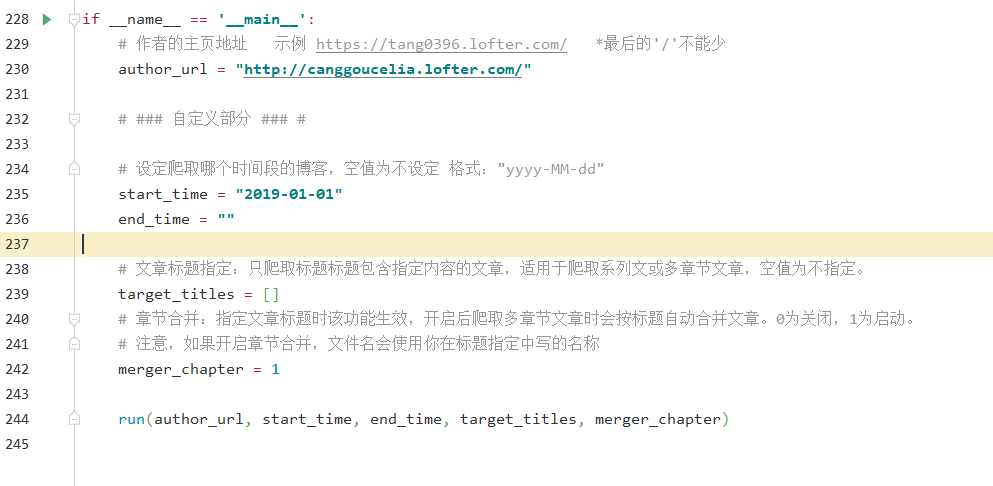 228 if __name__ == '__main__':
229 # 作者的主页地址 示例 https://tang0396.lofter.com/ *最后的'/'不能少
230 author_url = "http://canggoucelia.lofter.com/"
231
232 # ### 自定义部分 ### #
233
234 # 设定爬取哪个时间段的博客，空值为不设定 格式："yyyy-MM-dd"
235 start_time = "2019-01-01"
236 end_time = ""
237
238 # 文章标题指定：只爬取标题标题包含指定内容的文章，适用于爬取系列文或多章节文章，空值为不指定。
239 target_titles = []
240 # 章节合并：指定文章标题时该功能生效，开启后爬取多章节文章时会按标题自动合并文章。0为关闭，1为启动。
241 # 注意，如果开启章节合并，文件名会使用你在标题指定中写的名称
242 merger_chapter = 1
243
244 run(author_url, start_time, end_time, target_titles, merger_chapter)
245